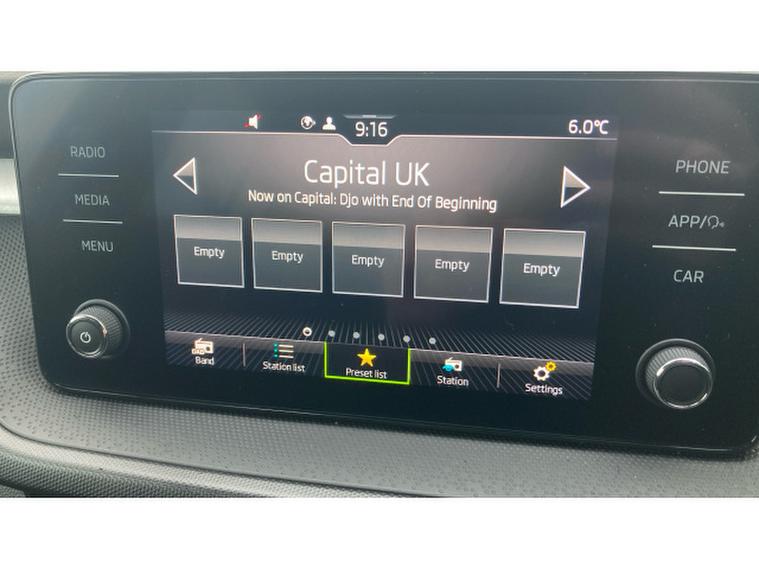 9:16
6.0°C
RADIO
MEDIA
MENU
Capital UK
Now on Capital: Djo with End Of Beginning
Empty
Empty
Empty
Empty
Empty
PHONE
APP/
CAR
DAB
Band
Station list
Preset list
Station
Settings